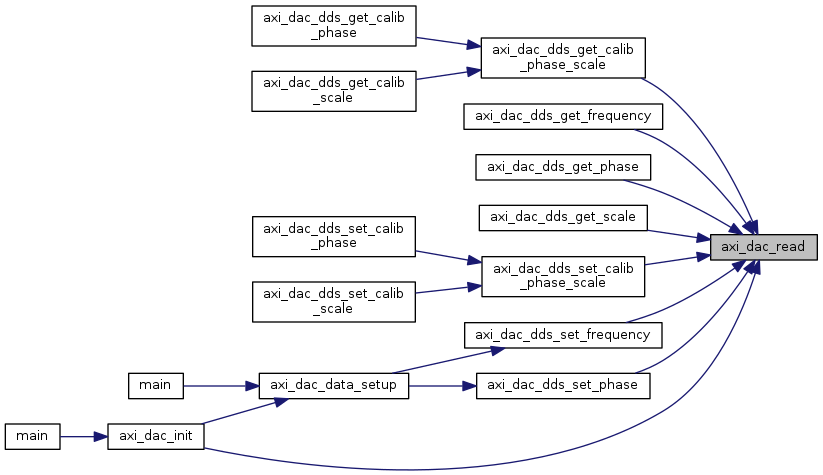 axi_dac_dds_get_calib
_phase
axi_dac_dds_get_calib
_phase_scale
axi_dac_dds_get_calib
_scale
axi_dac_dds_get_frequency
axi_dac_dds_get_phase
axi_dac_dds_get_scale
axi_dac_read
axi_dac_dds_set_calib
_phase
axi_dac_dds_set_calib
_phase_scale
axi_dac_dds_set_calib
_scale
axi_dac_dds_set_frequency
main
axi_dac_data_setup
axi_dac_dds_set_phase
main
axi_dac_init